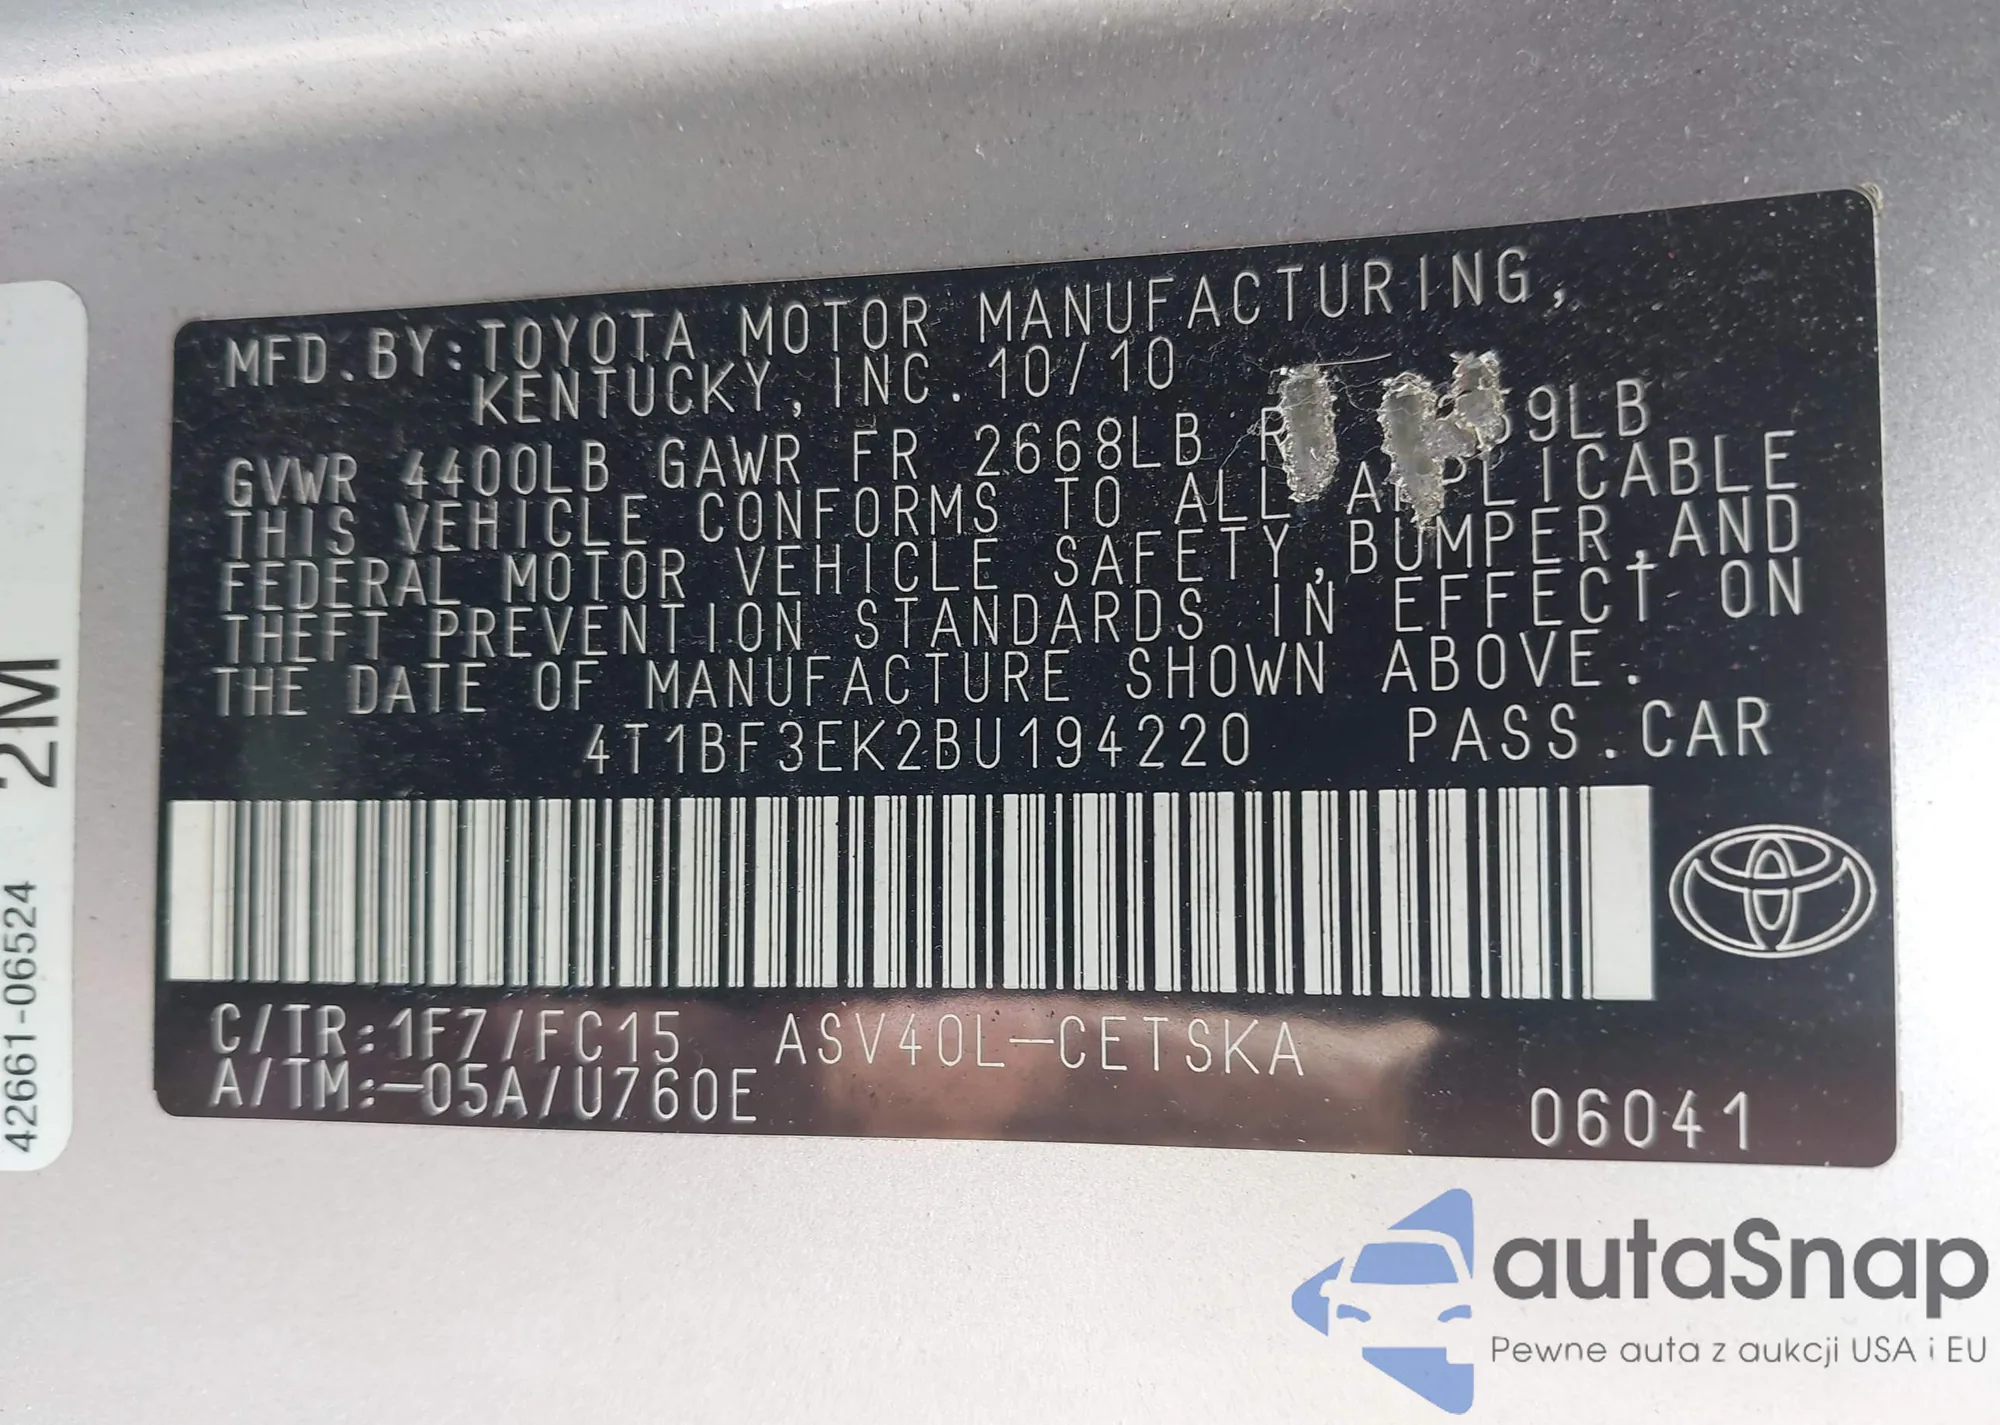 MFD.BY:TOYOTA MOTOR MANUFACTURING,
KENTUCKY,INC. 10/10
GVWR 4400LB GAWR FR 2668LB
THIS VEHICLE CONFORMS TO ALL APPLICABLE
FEDERAL MOTOR VEHICLE SAFETY,BUMPER,AND
THEFT PREVENTION STANDARDS IN EFFECT ON
THE DATE OF MANUFACTURE SHOWN ABOVE.
4T1BF3EK2BU194220 PASS.CAR
C/TR:1F7/FC15 ASV40L-CETSKA
A/TM:-05A/U760E
06041
2M
42661-06524
autaSnap
Pewne auta z aukcji USA i EU